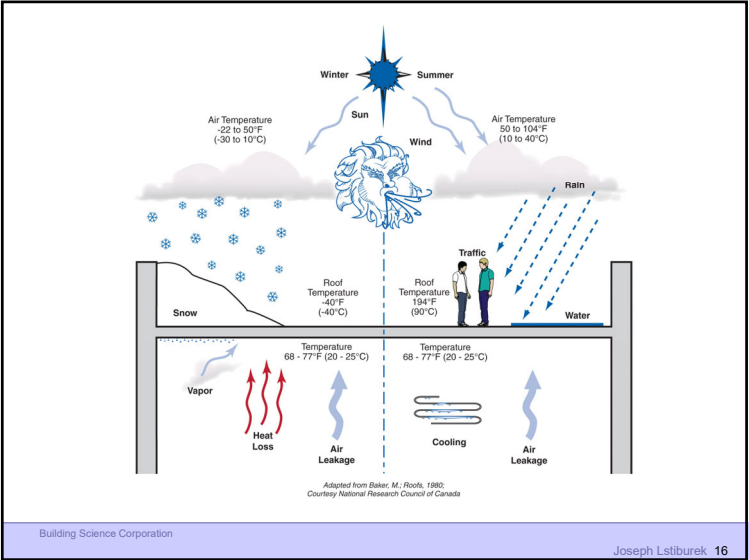 Winter
Summer
Sun
Air Temperature
-22 to 50°F
(-30 to 10°C)
Air Temperature
50 to 104°F
(10 to 40°C)
Wind
Rain
Traffic
Snow
Roof
Temperature
-40°F
(-40°C)
Roof
Temperature
194°F
(90°C)
Water
Temperature
68 - 77°F (20 - 25°C)
Temperature
68 - 77°F (20 - 25°C)
Vapor
Heat
Loss
Air
Leakage
Cooling
Air
Leakage
Adapted from Baker, M.; Roofs, 1980;
Courtesy National Research Council of Canada
Building Science Corporation
Joseph Lstiburek 16